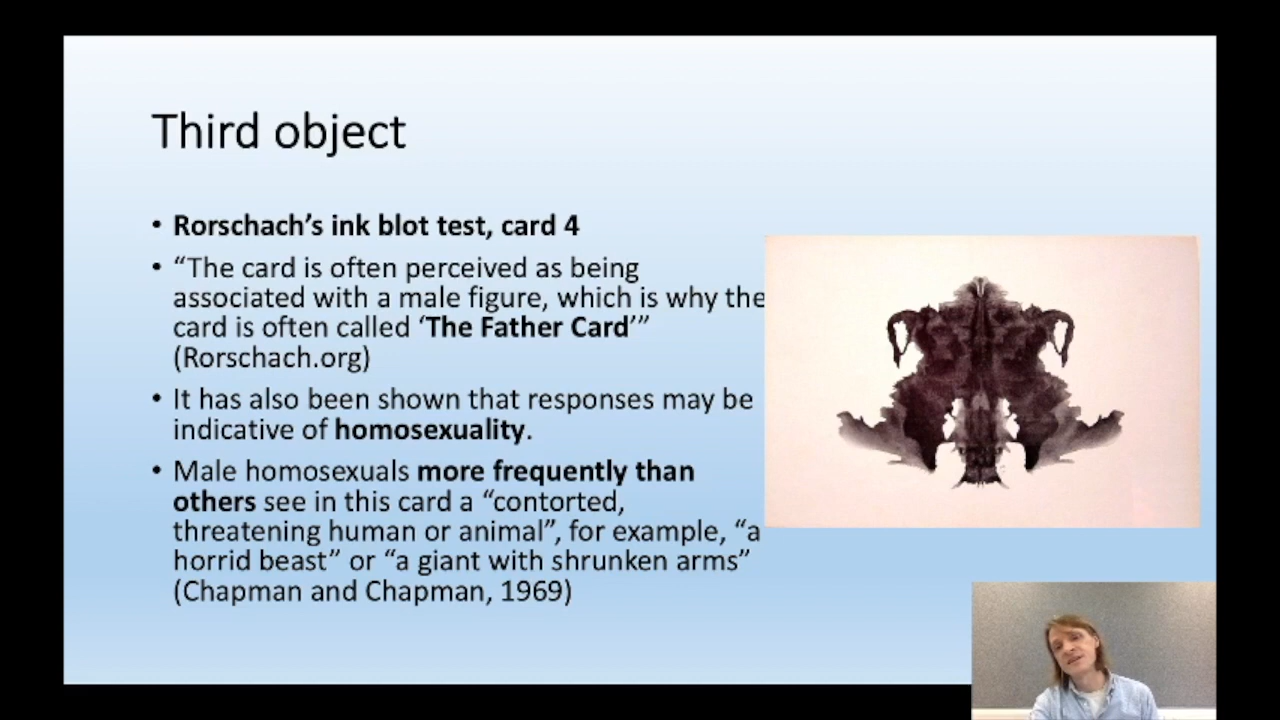 Third object
• Rorschach’s ink blot test, card 4
• “The card is often perceived as being
associated with a male figure, which is why the
card is often called ‘The Father Card’”
(Rorschach.org)
• It has also been shown that responses may be
indicative of homosexuality.
• Male homosexuals more frequently than
others see in this card a “contorted,
threatening human or animal”, for example, “a
horrid beast” or “a giant with shrunken arms”
(Chapman and Chapman, 1969)